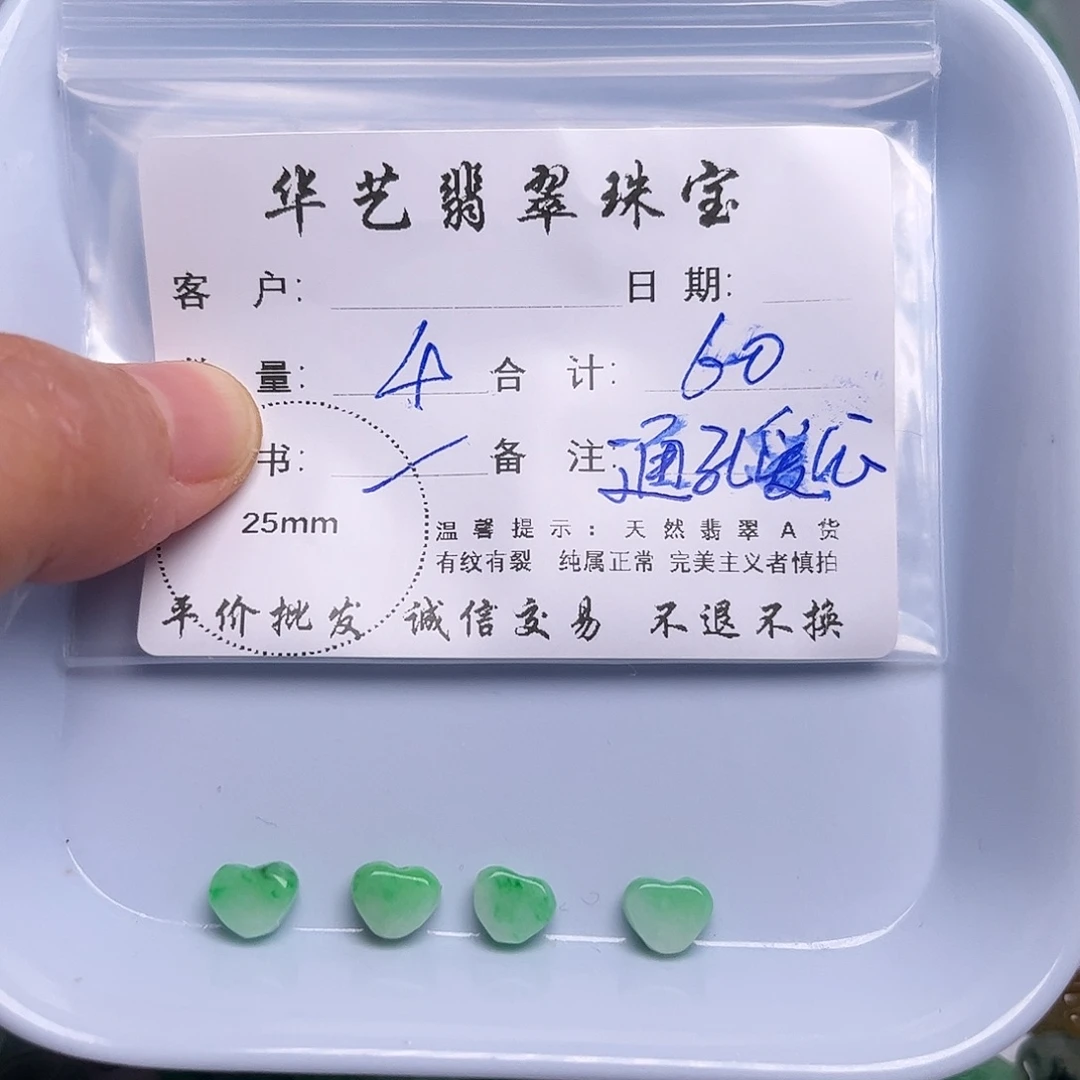 华艺翡翠珠宝
客 户： 日 期：
量： 4 合 计： 60
书： 备 注：通孔爱心
25mm
温馨提示：天然翡翠A货
有纹有裂 纯属正常 完美主义者慎拍
平价批发 诚信交易 不退不换